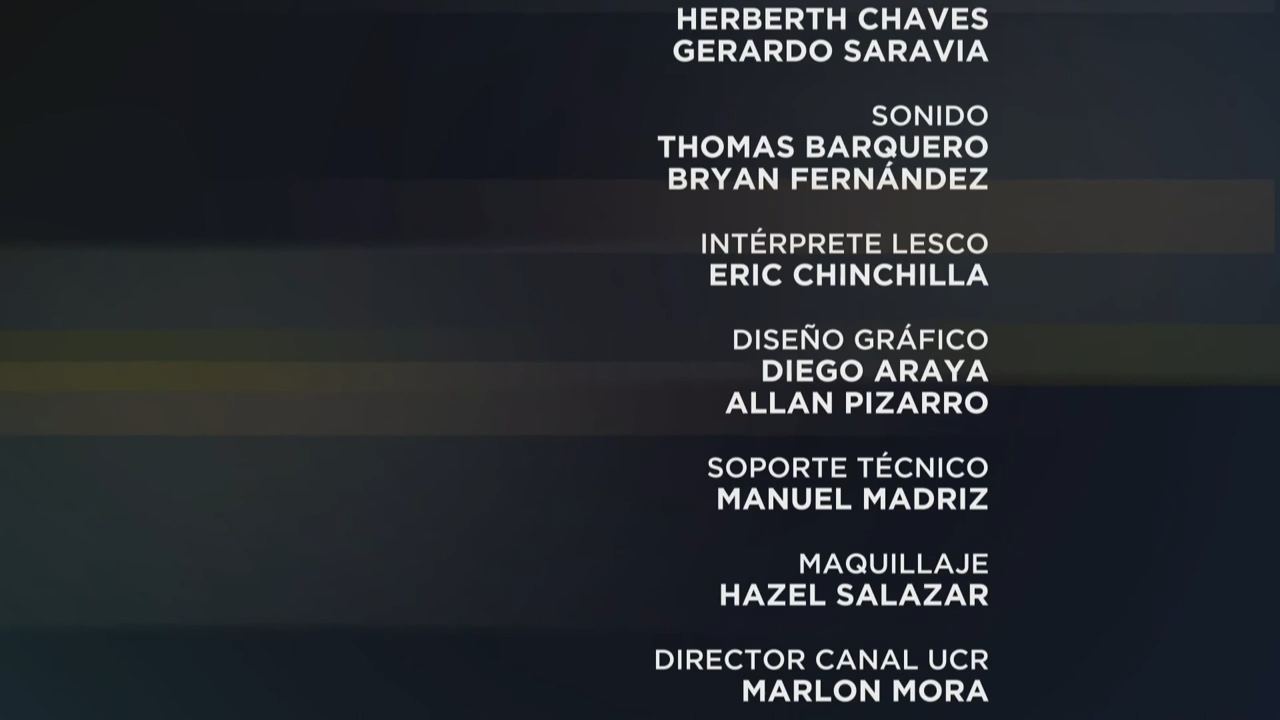 HERBERTH CHAVES
GERARDO SARAVIA
SONIDO
THOMAS BARQUERO
BRYAN FERNÁNDEZ
INTÉRPRETE LESCO
ERIC CHINCHILLA
DISEÑO GRÁFICO
DIEGO ARAYA
ALLAN PIZARRO
SOPORTE TÉCNICO
MANUEL MADRIZ
MAQUILLAJE
HAZEL SALAZAR
DIRECTOR CANAL UCR
MARLON MORA